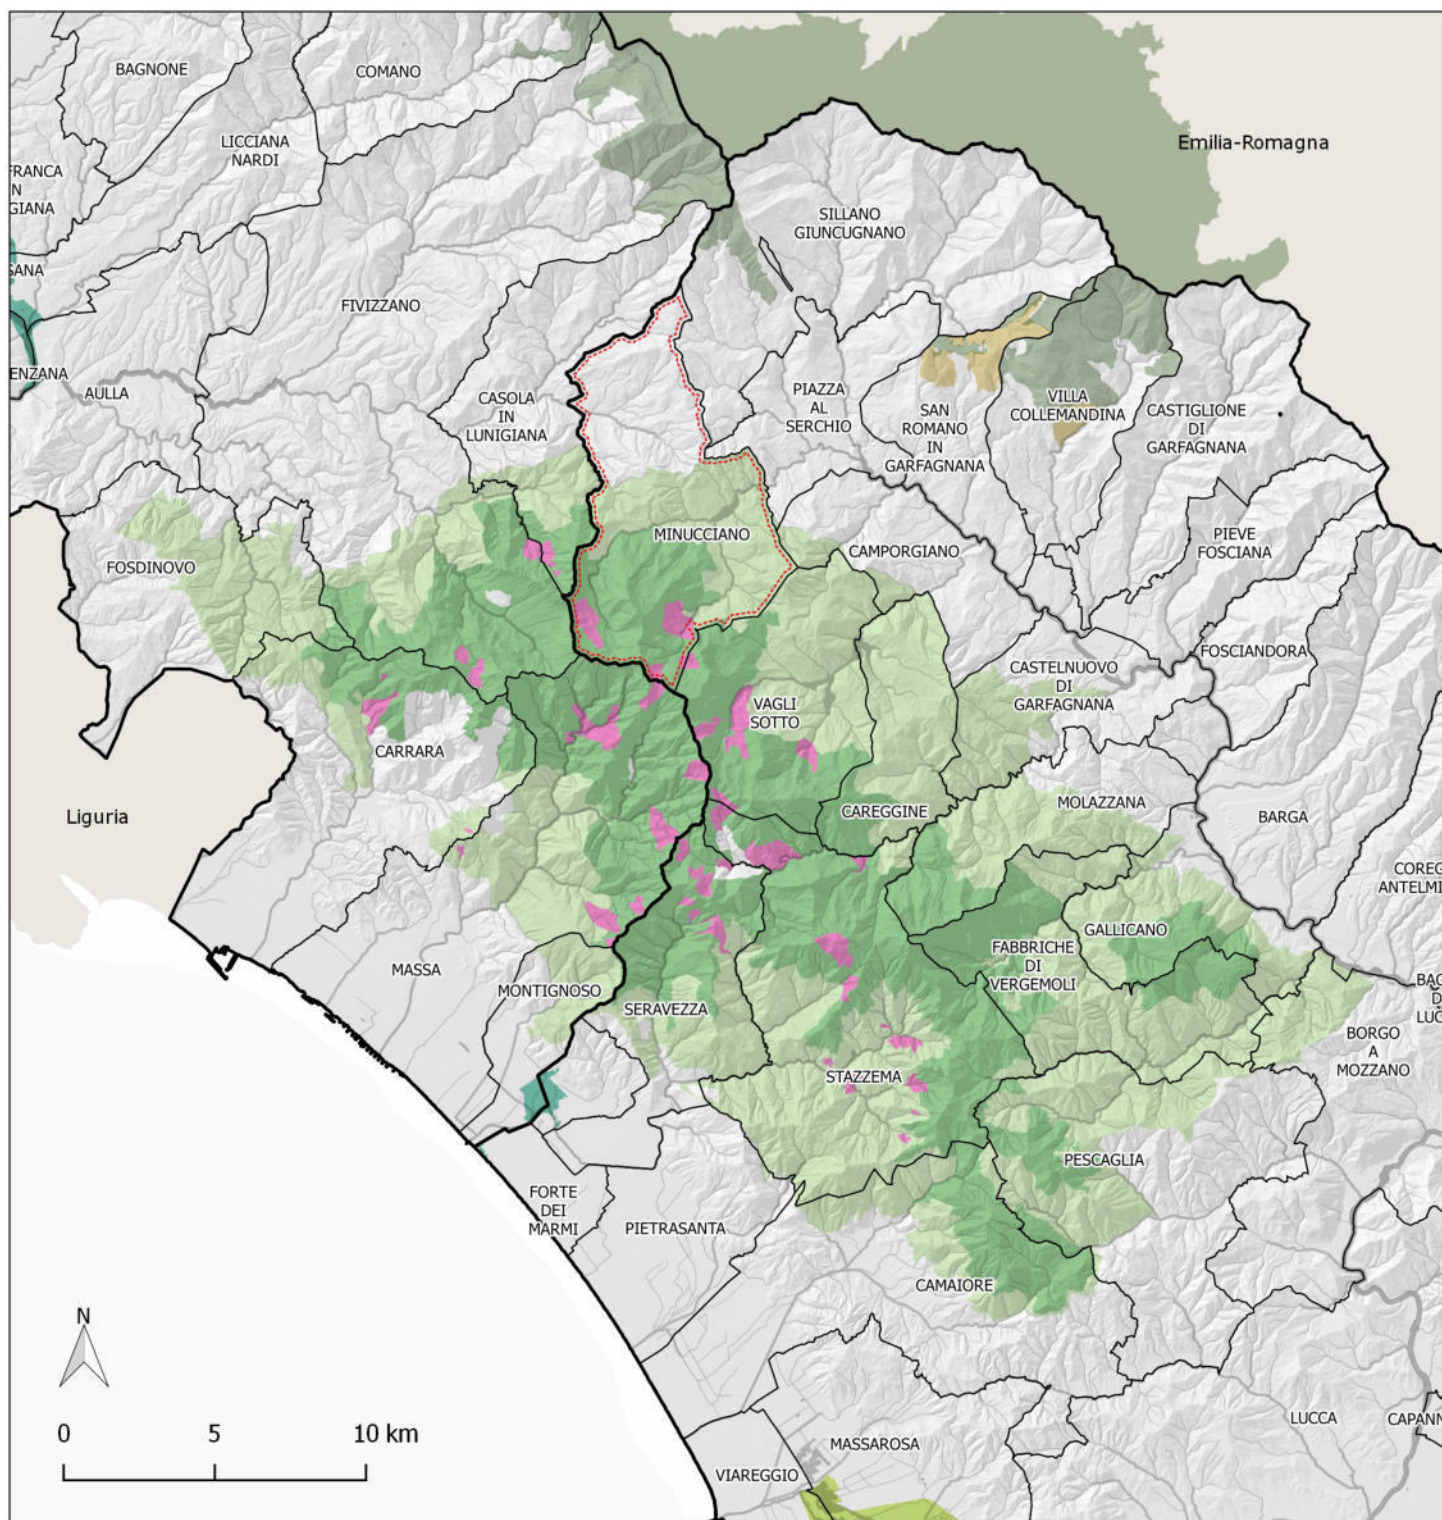 BAGNONE
COMANO
LICCIANA
NARDI
Emilia-Romagna
FRANCA
N
GIANA
SILLANO
GIUNCUGNANO
SANA
FIVIZZANO
ENZANA
AULLA
CASOLA
IN
LUNIGIANA
PIAZZA
AL
SERCHIO
SAN
ROMANO
IN
GARFAGNANA
VILLA
COLLEMANDINA
CASTIGLIONE
DI
GARFAGNANA
MINUCCIANO
CAMPORGIANO
PIEVE
FOSCIANA
FOSDINOVO
FOSCIANDORA
CASTELNUOVO
DI
GARFAGNANA
VAGLI
SOTTO
CARRARA
Liguria
CAREGGINE
MOLAZZANA
BARGA
COREG
ANTELMI
GALLICANO
FABBRICHE
DI
VERGEMOLI
MASSA
MONTIGNOSO
SERAVEZZA
BAG
D
LUC
BORGO
A
MOZZANO
STAZZEMA
PESCAGLIA
FORTE
DEI
MARMI
PIETRASANTA
CAMAIORE
N
0 5 10 km
LUCCA
CAPANN
MASSAROSA
VIAREGGIO